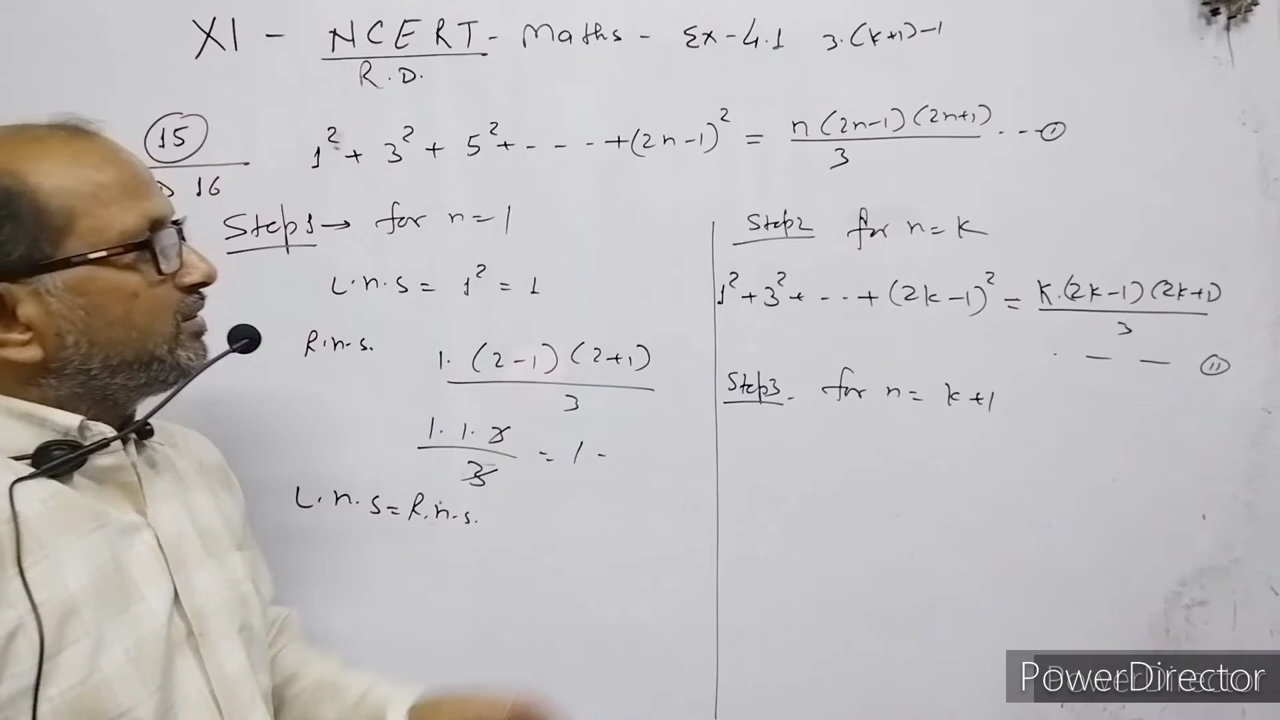 XI - NCERT - Maths - Ex-4.1 3.(k+1)-1
R.D.
15 1² + 3² + 5² + - - - + (2n-1)² = n(2n-1)(2n+1)/3 --- (i)
16
Step1 → for n=1
L.H.S = 1² = 1
R.H.S. 1.(2-1)(2+1)/3
1.1.3/3 = 1 -
L.H.S = R.H.S.
Step2 for n=k
1² + 3² + - - + (2k-1)² = k.(2k-1)(2k+1)/3
- - (ii)
Step3. for n = k+1
PowerDirector